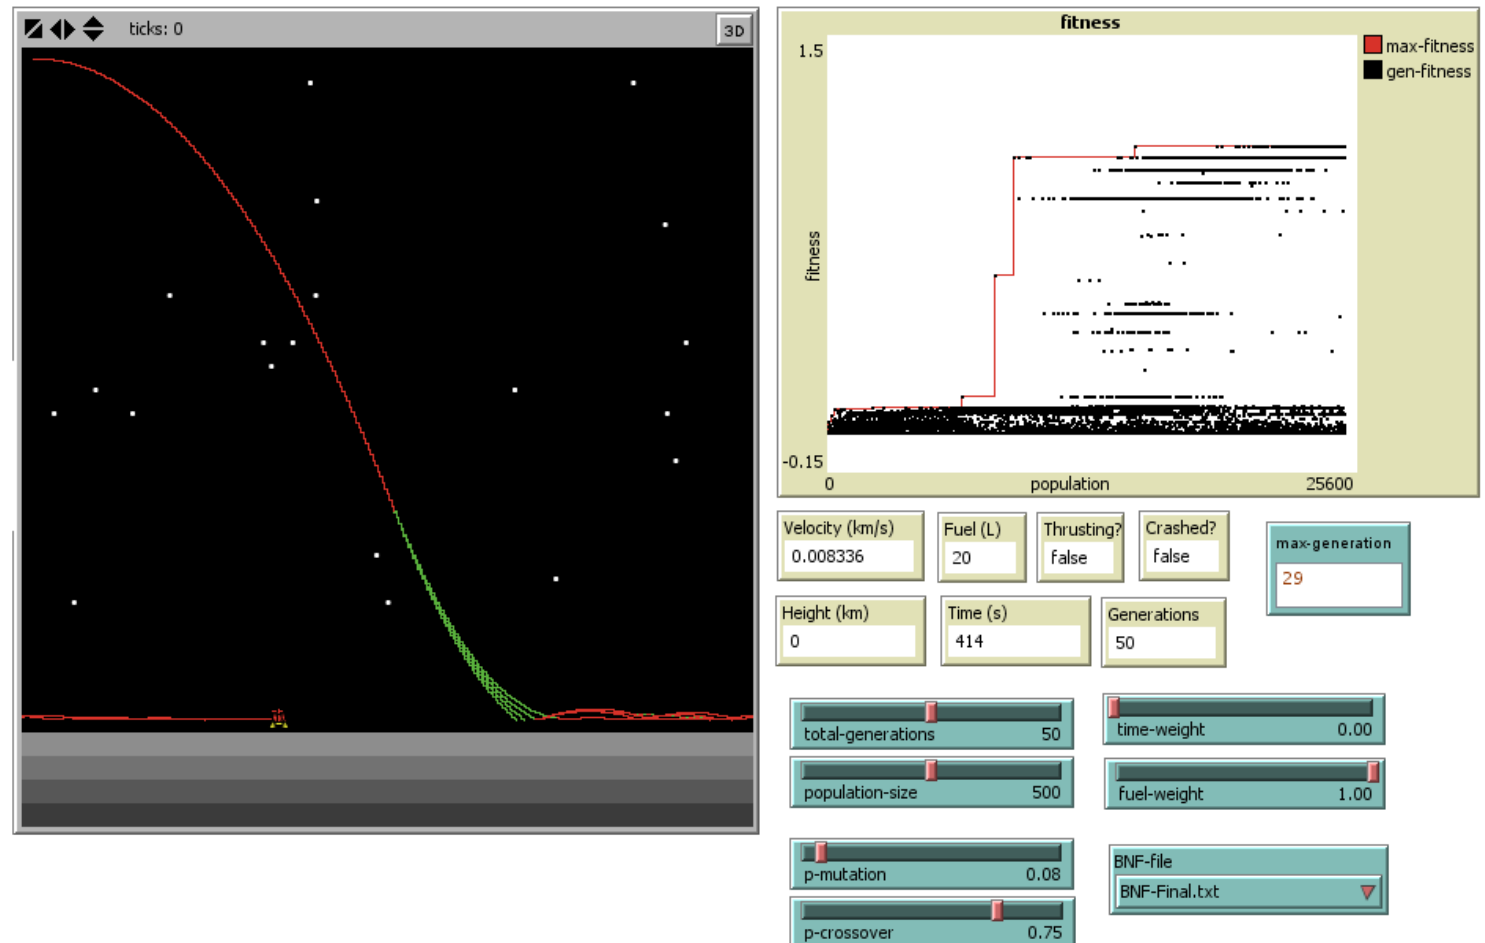 ticks: 0
3D
fitness
1.5
max-fitness
gen-fitness
fitness
-0.15
0
population
25600
Velocity (km/s)
0.008336
Fuel (L)
20
Thrusting?
false
Crashed?
false
max-generation
29
Height (km)
0
Time (s)
414
Generations
50
total-generations 50
time-weight 0.00
population-size 500
fuel-weight 1.00
p-mutation 0.08
BNF-file
BNF-Final.txt
p-crossover 0.75